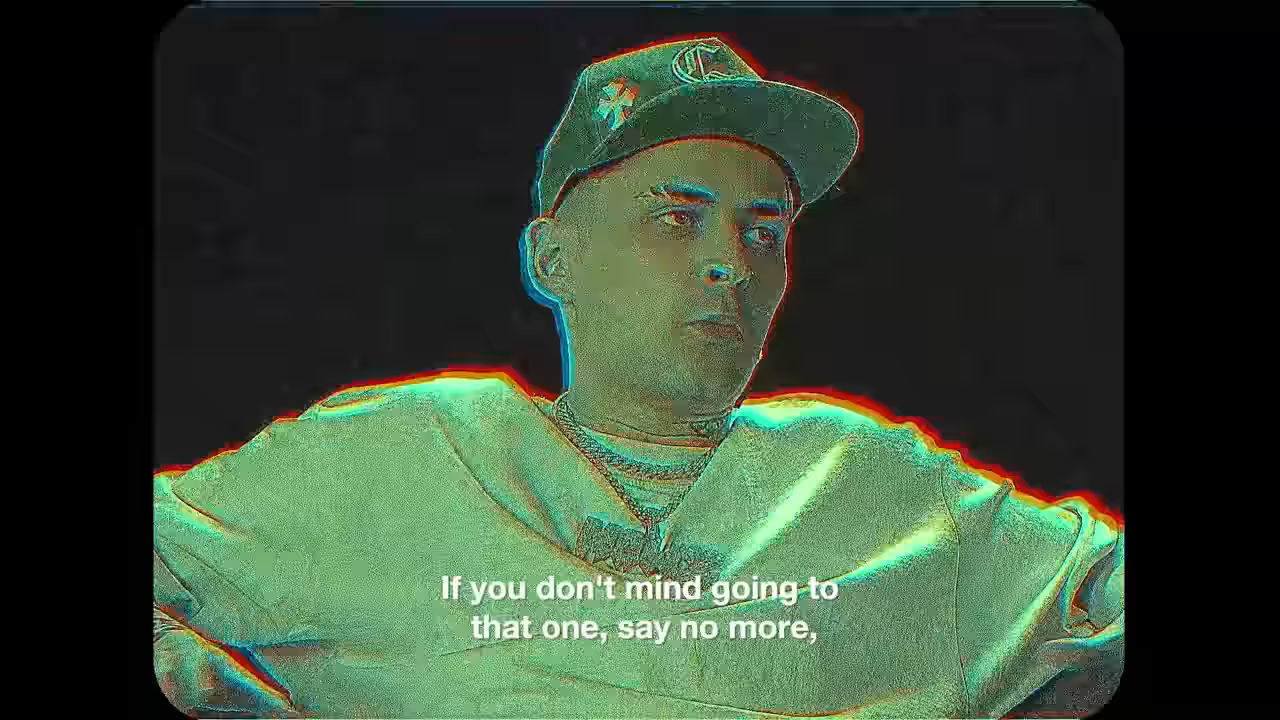 C
If you don't mind going to
that one, say no more,